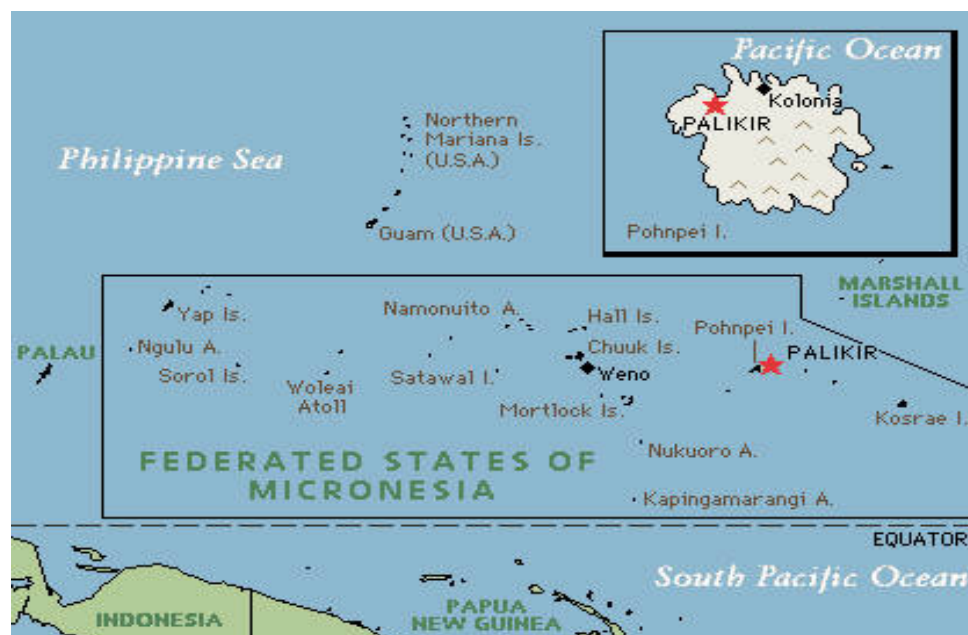 Pacific Ocean
Kolonia
PALIKIR
Pohnpei I.
Northern
Mariana Is.
(U.S.A.)
Philippine Sea
Guam (U.S.A.)
MARSHALL
ISLANDS
Yap Is.
Namonuito A.
Hall Is.
Pohnpei I.
PALAU
Ngulu A.
Chuuk Is.
PALIKIR
Sorol Is.
Woleai
Atoll
Satawal I.
Weno
Mortlock Is.
Kosrae I.
Nukuoro A.
FEDERATED STATES OF
MICRONESIA
Kapingamarangi A.
EQUATOR
South Pacific Ocean
INDONESIA
PAPUA
NEW GUINEA